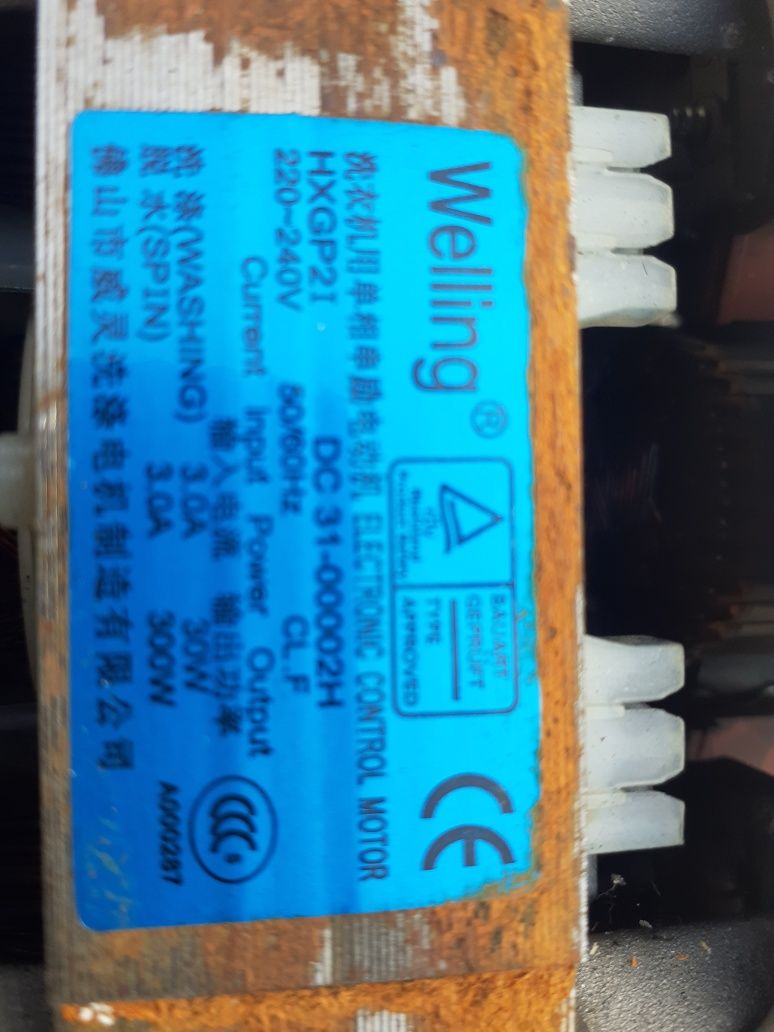 Welling®
BAUART
GEPRÜFT
TYPE
APPROVED
CE
洗衣机用单相串励电动机 ELECTRONIC CONTROL MOTOR
HXGP2I DC 31-00002H
220~240V 50/60Hz CL.F
Current Input Power Output
输入电流 输出功率
洗涤(WASHING) 3.0A 30W
脱水(SPIN) 3.0A 300W
CCC
A000287
佛山市威灵洗涤电机制造有限公司